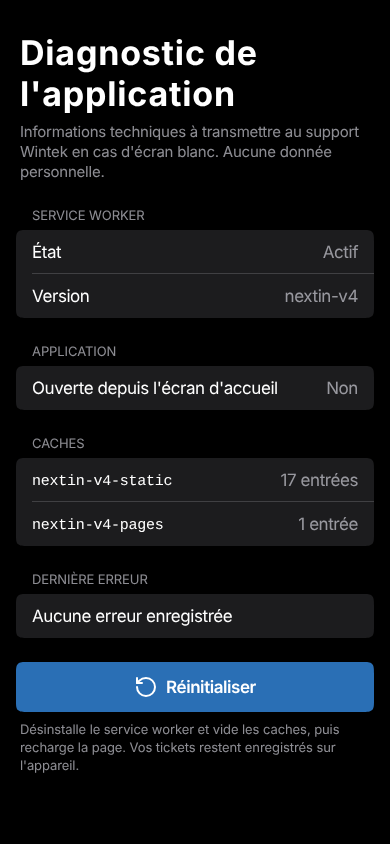 Diagnostic de
l'application
Informations techniques à transmettre au support
Wintek en cas d'écran blanc. Aucune donnée
personnelle.
SERVICE WORKER
État Actif
Version nextin-v4
APPLICATION
Ouverte depuis l'écran d'accueil Non
CACHES
nextin-v4-static 17 entrées
nextin-v4-pages 1 entrée
DERNIÈRE ERREUR
Aucune erreur enregistrée
Réinitialiser
Désinstalle le service worker et vide les caches, puis
recharge la page. Vos tickets restent enregistrés sur
l'appareil.